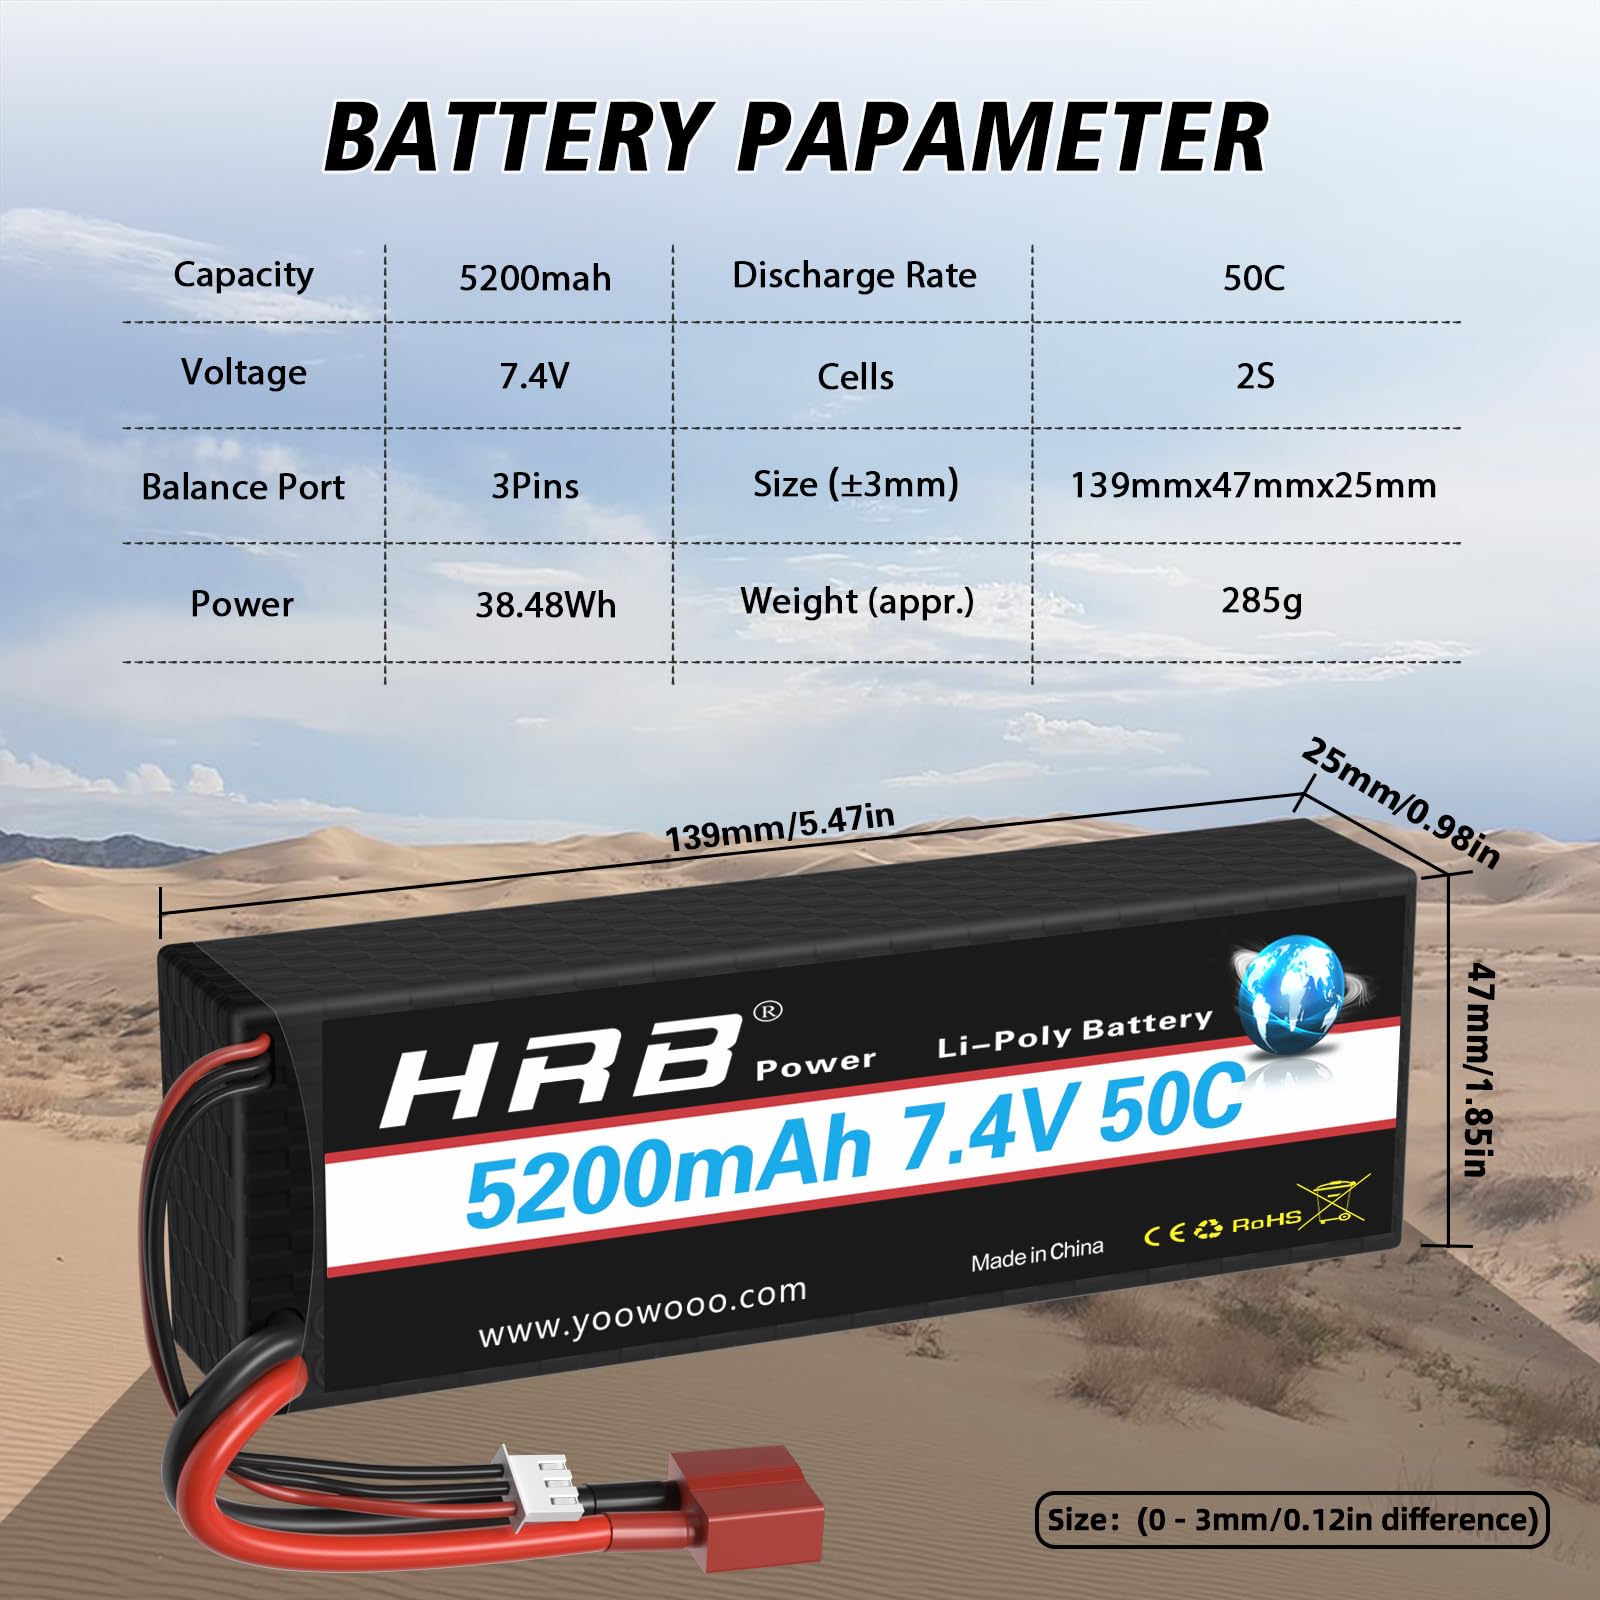 BATTERY PAPAMETER
Capacity 5200mah Discharge Rate 50C
Voltage 7.4V Cells 2S
Balance Port 3Pins Size (±3mm) 139mmx47mmx25mm
Power 38.48Wh Weight (appr.) 285g
139mm/5.47in
25mm/0.98in
47mm/1.85in
HRB® Power Li-Poly Battery
5200mAh 7.4V 50C
www.yoowooo.com
Made in China
CE RoHS
Size: (0 - 3mm/0.12in difference)